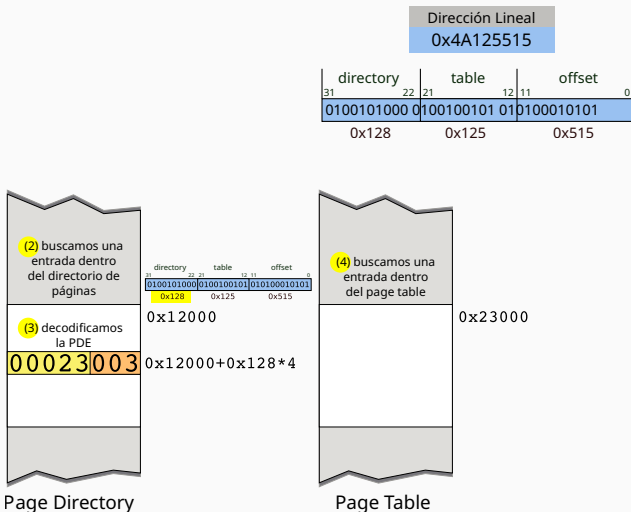 Dirección Lineal
0x4A125515
directory table offset
31 22 21 12 11 0
0100101000 0100100101 010100010101
0x128 0x125 0x515
(2) buscamos una
entrada dentro
del directorio de
páginas
(4) buscamos una
entrada dentro
del page table
directory table offset
31 22 21 12 11 0
0100101000 0100100101 010100010101
0x128 0x125 0x515
0x12000
0x23000
(3) decodificamos
la PDE
00023 003 0x12000+0x128*4
Page Directory
Page Table